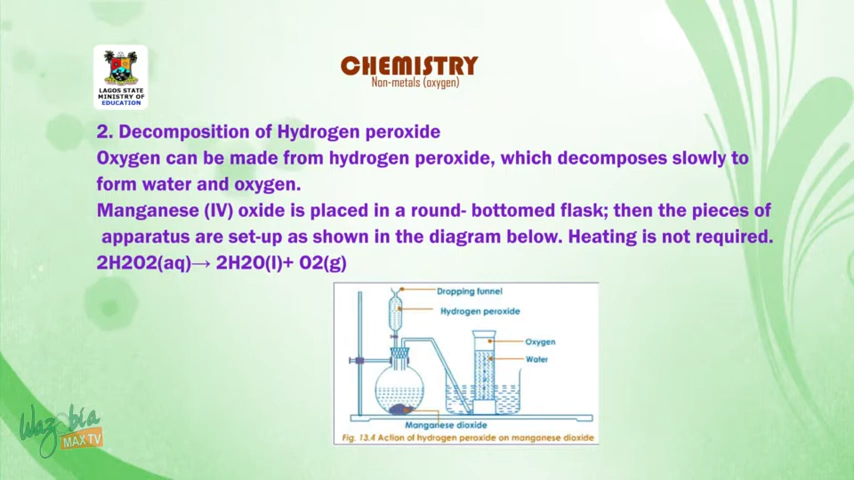 LAGOS STATE
MINISTRY OF
EDUCATION
CHEMISTRY
Non-metals (oxygen)
2. Decomposition of Hydrogen peroxide
Oxygen can be made from hydrogen peroxide, which decomposes slowly to
form water and oxygen.
Manganese (IV) oxide is placed in a round- bottomed flask; then the pieces of
apparatus are set-up as shown in the diagram below. Heating is not required.
2H2O2(aq)→ 2H2O(l)+ O2(g)
Dropping funnel
Hydrogen peroxide
Oxygen
Water
Manganese dioxide
Fig. 13.4 Action of hydrogen peroxide on manganese dioxide
Wazobia
MAX TV